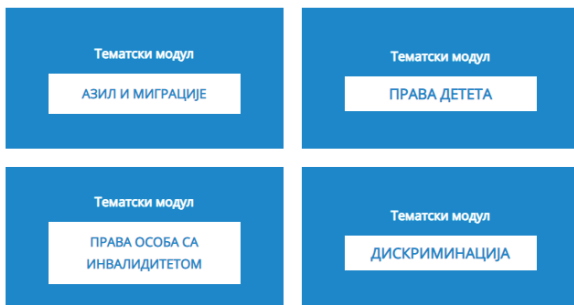 Тематски модул
АЗИЛ И МИГРАЦИЈЕ
Тематски модул
ПРАВА ДЕТЕТА
Тематски модул
ПРАВА ОСОБА СА
ИНВАЛИДИТЕТОМ
Тематски модул
ДИСКРИМИНАЦИЈА